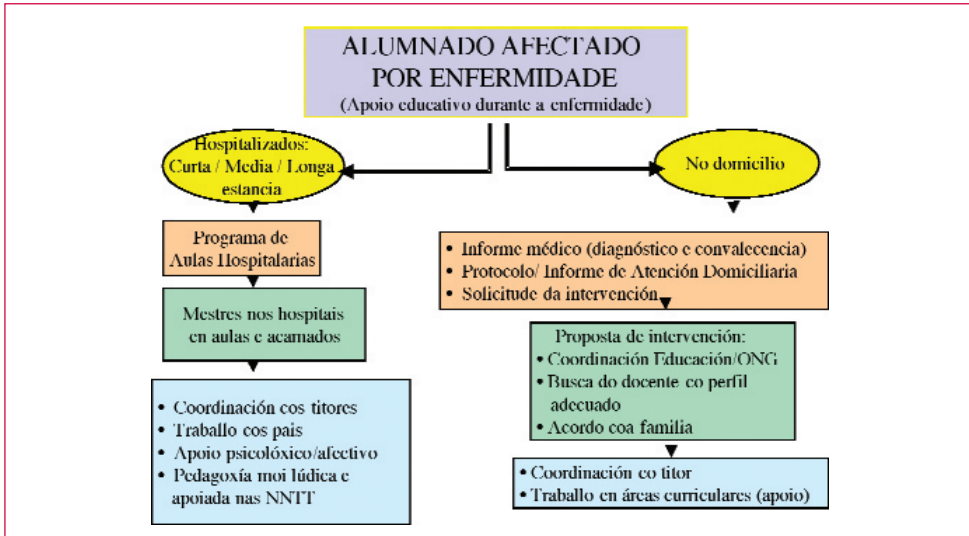 ALUMNADO AFECTADO
POR ENFERMIDADE
(Apoio educativo durante a enfermidade)
Hospitalizados:
Curta / Media / Longa
estancia
Programa de
Aulas Hospitalarias
Mestres nos hospitais
en aulas e acamados
• Coordinación cos titores
• Traballo cos pais
• Apoio psicolóxico/afectivo
• Pedagoxía moi lúdica e
apoiada nas NNTT
No domicilio
• Informe médico (diagnóstico e convalecencia)
• Protocolo/ Informe de Atención Domiciliaria
• Solicitude da intervención
Proposta de intervención:
• Coordinación Educación/ONG
• Busca do docente co perfil
adecuado
• Acordo coa familia
• Coordinación co titor
• Traballo en áreas curriculares (apoio)